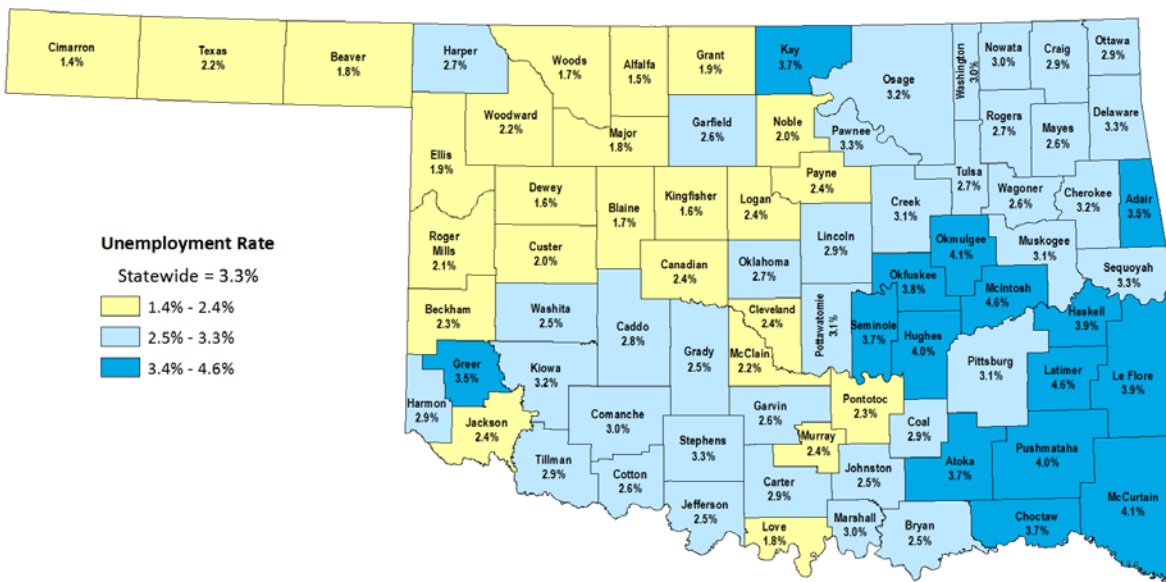 Cimarron
1.4%
Texas
2.2%
Beaver
1.8%
Harper
2.7%
Woods
1.7%
Alfalfa
1.5%
Grant
1.9%
Kay
3.7%
Osage
3.2%
Washington
3.0%
Nowata
3.0%
Craig
2.9%
Ottawa
2.9%
Woodward
2.2%
Major
1.8%
Garfield
2.6%
Noble
2.0%
Pawnee
3.3%
Rogers
2.7%
Mayes
2.6%
Delaware
3.3%
Ellis
1.9%
Dewey
1.6%
Blaine
1.7%
Kingfisher
1.6%
Logan
2.4%
Payne
2.4%
Creek
3.1%
Tulsa
2.7%
Wagoner
2.6%
Cherokee
3.2%
Adair
3.5%
Unemployment Rate
Statewide = 3.3%
1.4% - 2.4%
2.5% - 3.3%
3.4% - 4.6%
Roger
Mills
2.1%
Custer
2.0%
Canadian
2.4%
Oklahoma
2.7%
Lincoln
2.9%
Okmulgee
4.1%
Muskogee
3.1%
Okfuskee
3.8%
McIntosh
4.6%
Sequoyah
3.3%
Beckham
2.3%
Washita
2.5%
Caddo
2.8%
Grady
2.5%
Cleveland
2.4%
McClain
2.2%
Pottawatomie
3.1%
Seminole
3.7%
Hughes
4.0%
Haskell
3.9%
Pittsburg
3.1%
Latimer
4.6%
Le Flore
3.9%
Greer
3.5%
Kiowa
3.2%
Harmon
2.9%
Jackson
2.4%
Comanche
3.0%
Garvin
2.6%
Pontotoc
2.3%
Coal
2.9%
Stephens
3.3%
Murray
2.4%
Tillman
2.9%
Cotton
2.6%
Carter
2.9%
Johnston
2.5%
Atoka
3.7%
Pushmataha
4.0%
McCurtain
4.1%
Jefferson
2.5%
Love
1.8%
Marshall
3.0%
Bryan
2.5%
Choctaw
3.7%